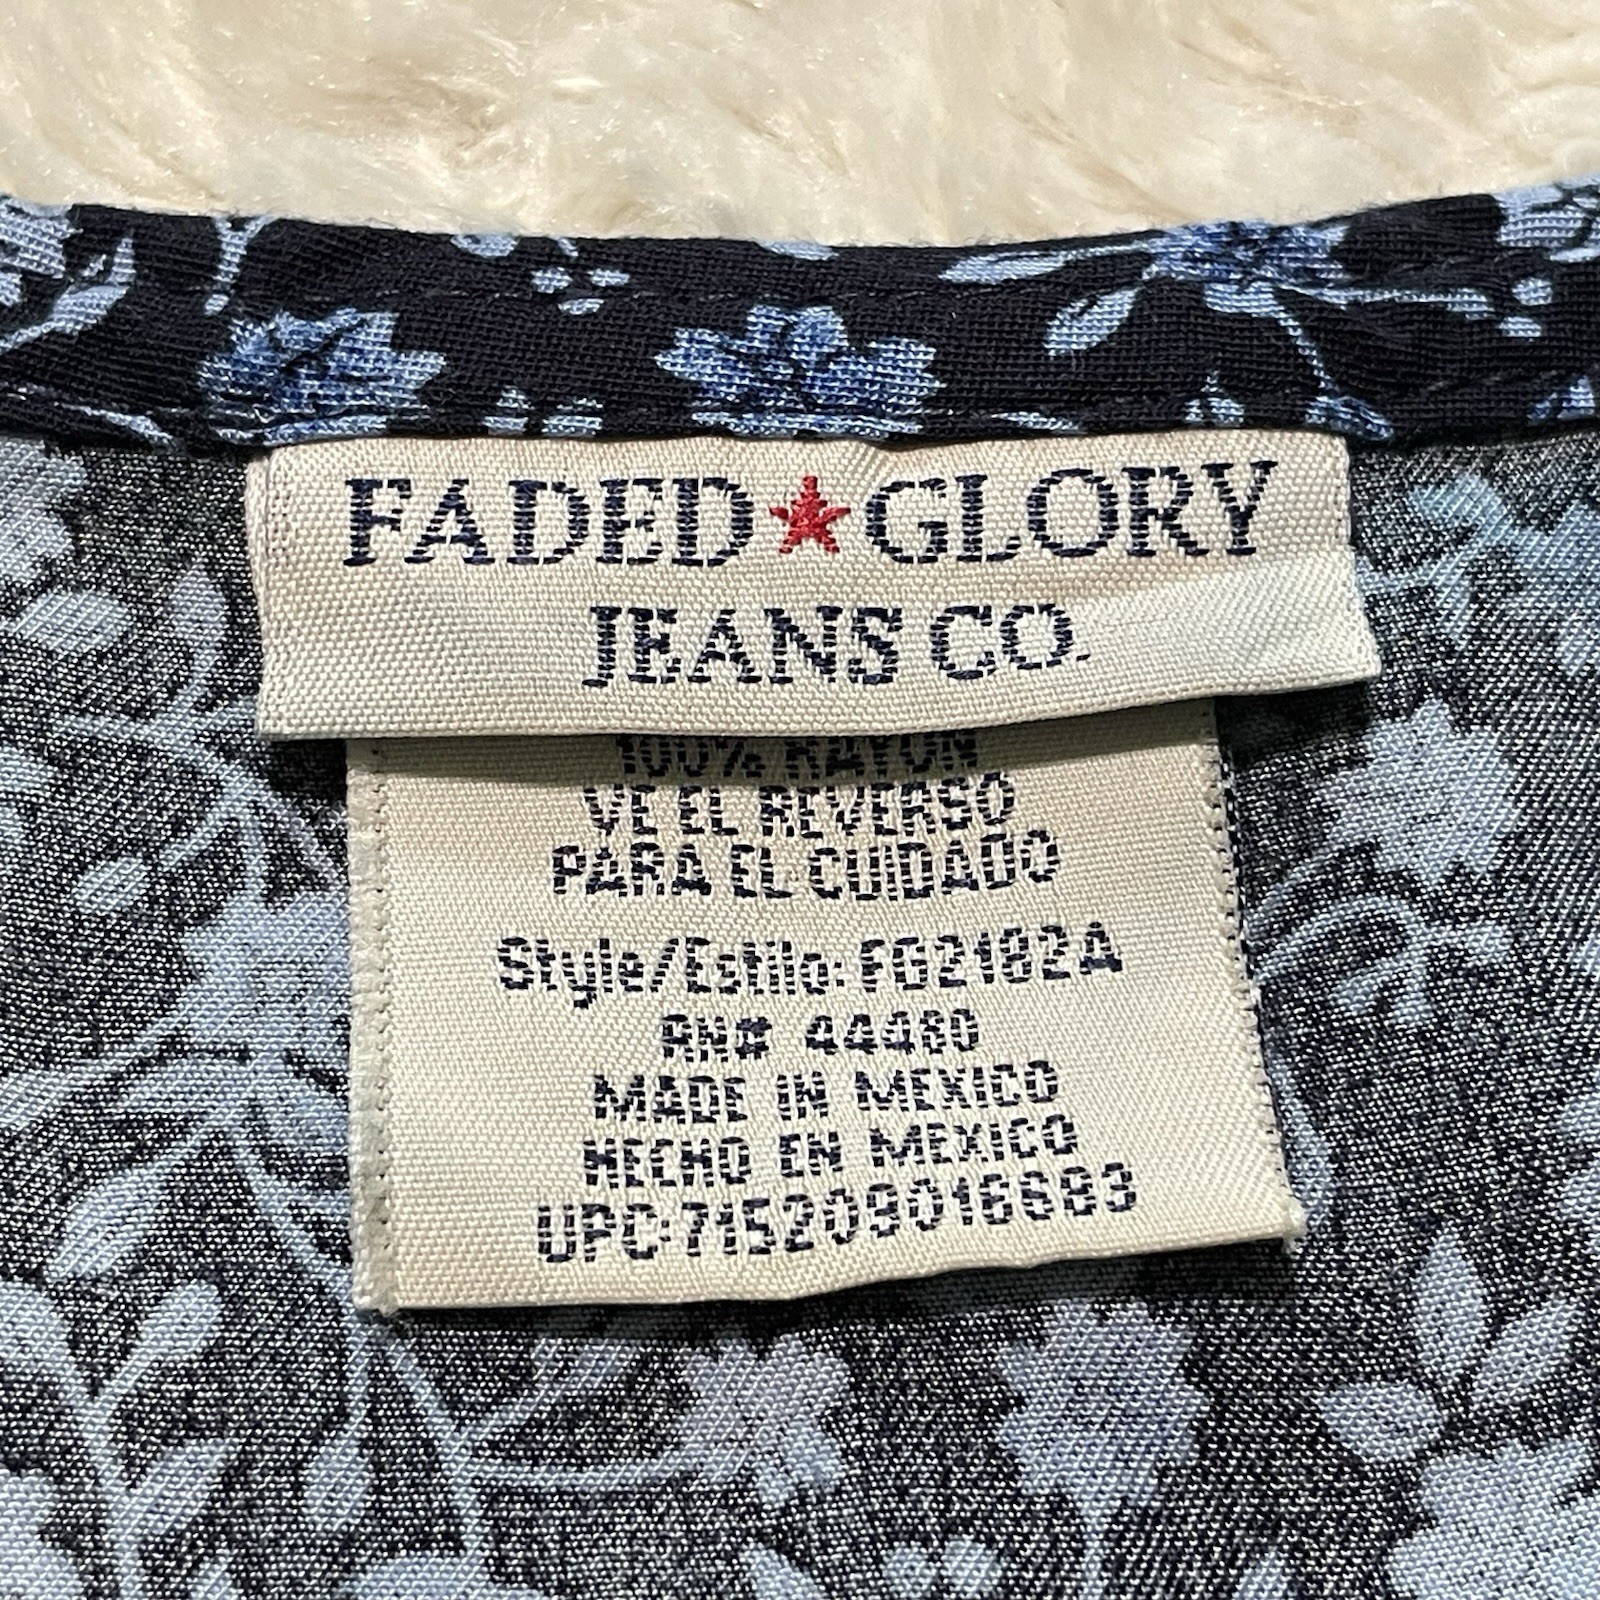 FADED★GLORY
JEANS CO.
100% RAYON
VE EL REVERSO
PARA EL CUIDADO
Style/Estilo: FG2182A
RN# 44480
MADE IN MEXICO
HECHO EN MEXICO
UPC:715209016683